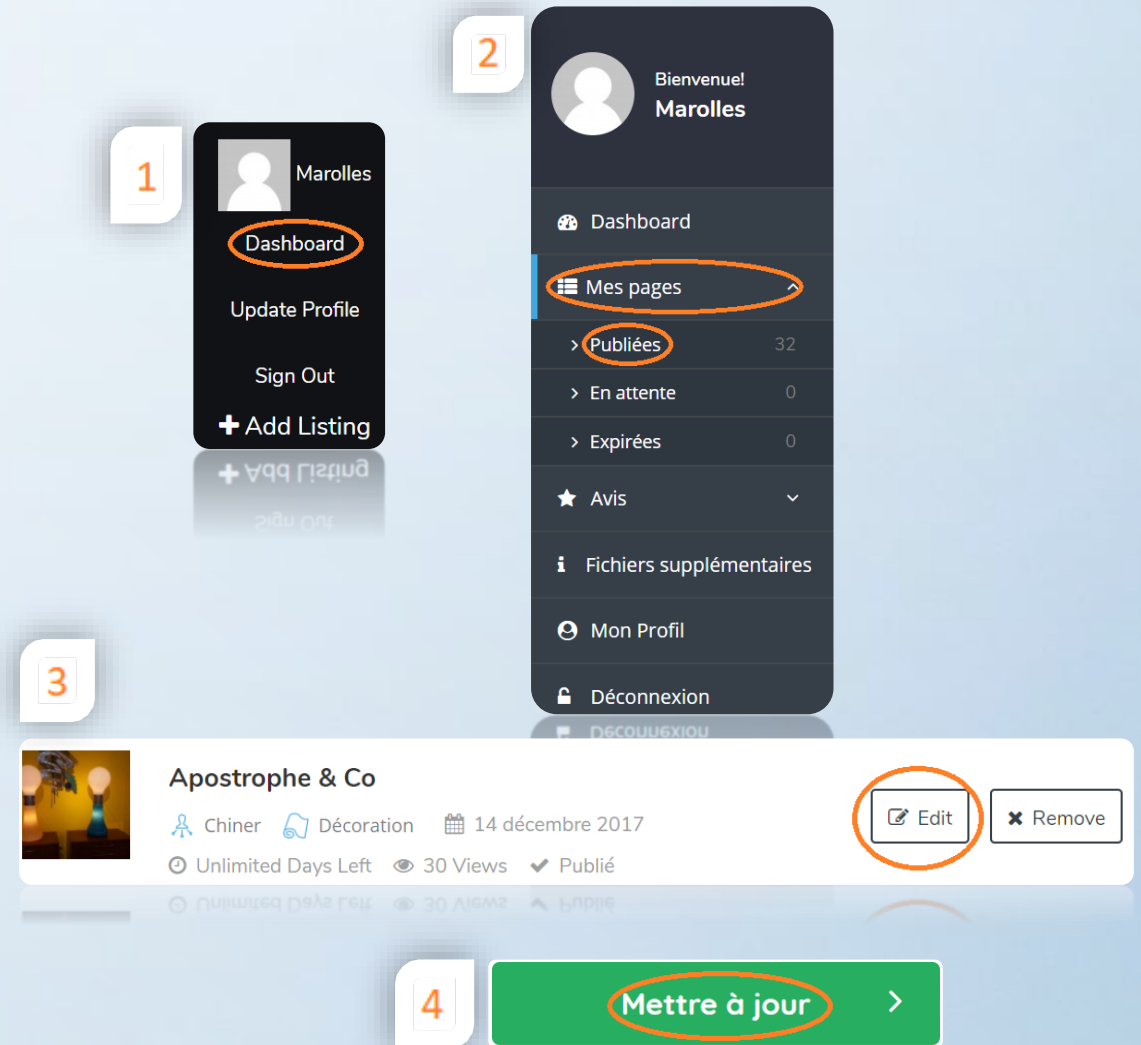 1
Marolles
Dashboard
Update Profile
Sign Out
+ Add Listing
2
Bienvenue!
Marolles
Dashboard
Mes pages
Publiées 32
En attente 0
Expirées 0
Avis
Fichiers supplémentaires
Mon Profil
Déconnexion
3
Apostrophe & Co
Chiner Décoration 14 décembre 2017
Unlimited Days Left 30 Views Publié
Edit
Remove
4
Mettre à jour